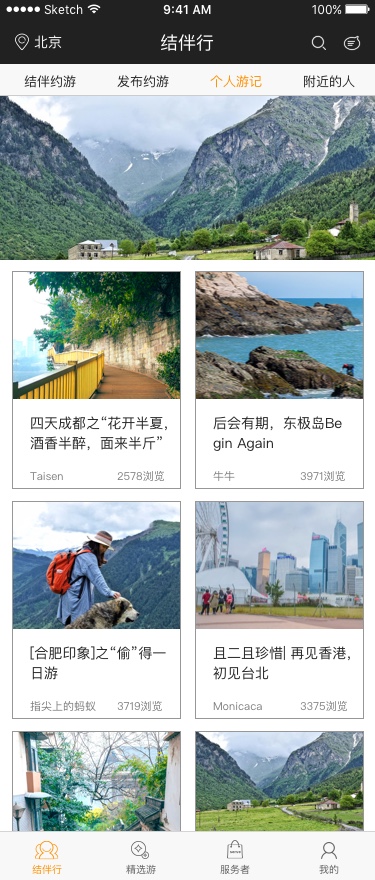 Sketch 9:41 AM 100%
北京 结伴行
结伴约游 发布约游 个人游记 附近的人
四天成都之“花开半夏,
酒香半醉，面来半斤”
Taisen 2578浏览
后会有期，东极岛Be
gin Again
牛牛 3971浏览
[合肥印象]之“偷”得一
日游
指尖上的蚂蚁 3719浏览
且二且珍惜| 再见香港,
初见台北
Monicaca 3375浏览
结伴行 精选游 服务者 我的